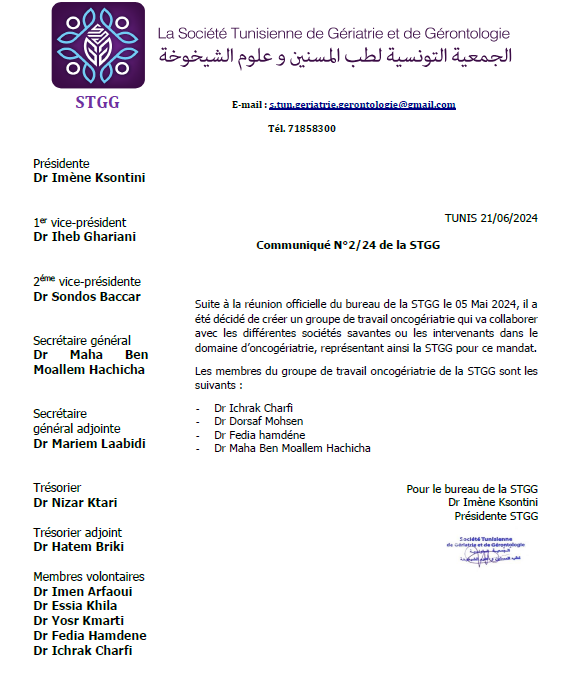 La Société Tunisienne de Gériatrie et de Gérontologie
الجمعية التونسية لطب المسنين و علوم الشيخوخة
STGG
E-mail : s.tun.geriatrie.gerontologie@gmail.com
Tél. 71858300
Présidente
Dr Imène Ksontini
1er vice-président
Dr Iheb Ghariani
2éme vice-présidente
Dr Sondos Baccar
Secrétaire général
Dr Maha Ben
Moallem Hachicha
Secrétaire
général adjointe
Dr Mariem Laabidi
Trésorier
Dr Nizar Ktari
Trésorier adjoint
Dr Hatem Briki
Membres volontaires
Dr Imen Arfaoui
Dr Essia Khila
Dr Yosr Kmarti
Dr Fedia Hamdene
Dr Ichrak Charfi
TUNIS 21/06/2024
Communiqué N°2/24 de la STGG
Suite à la réunion officielle du bureau de la STGG le 05 Mai 2024, il a
été décidé de créer un groupe de travail oncogériatrie qui va collaborer
avec les différentes sociétés savantes ou les intervenants dans le
domaine d’oncogériatrie, représentant ainsi la STGG pour ce mandat.
Les membres du groupe de travail oncogériatrie de la STGG sont les
suivants :
- Dr Ichrak Charfi
- Dr Dorsaf Mohsen
- Dr Fedia hamdéne
- Dr Maha Ben Moallem Hachicha
Pour le bureau de la STGG
Dr Imène Ksontini
Présidente STGG
Société Tunisienne
de Gériatrie et de Gérontologie